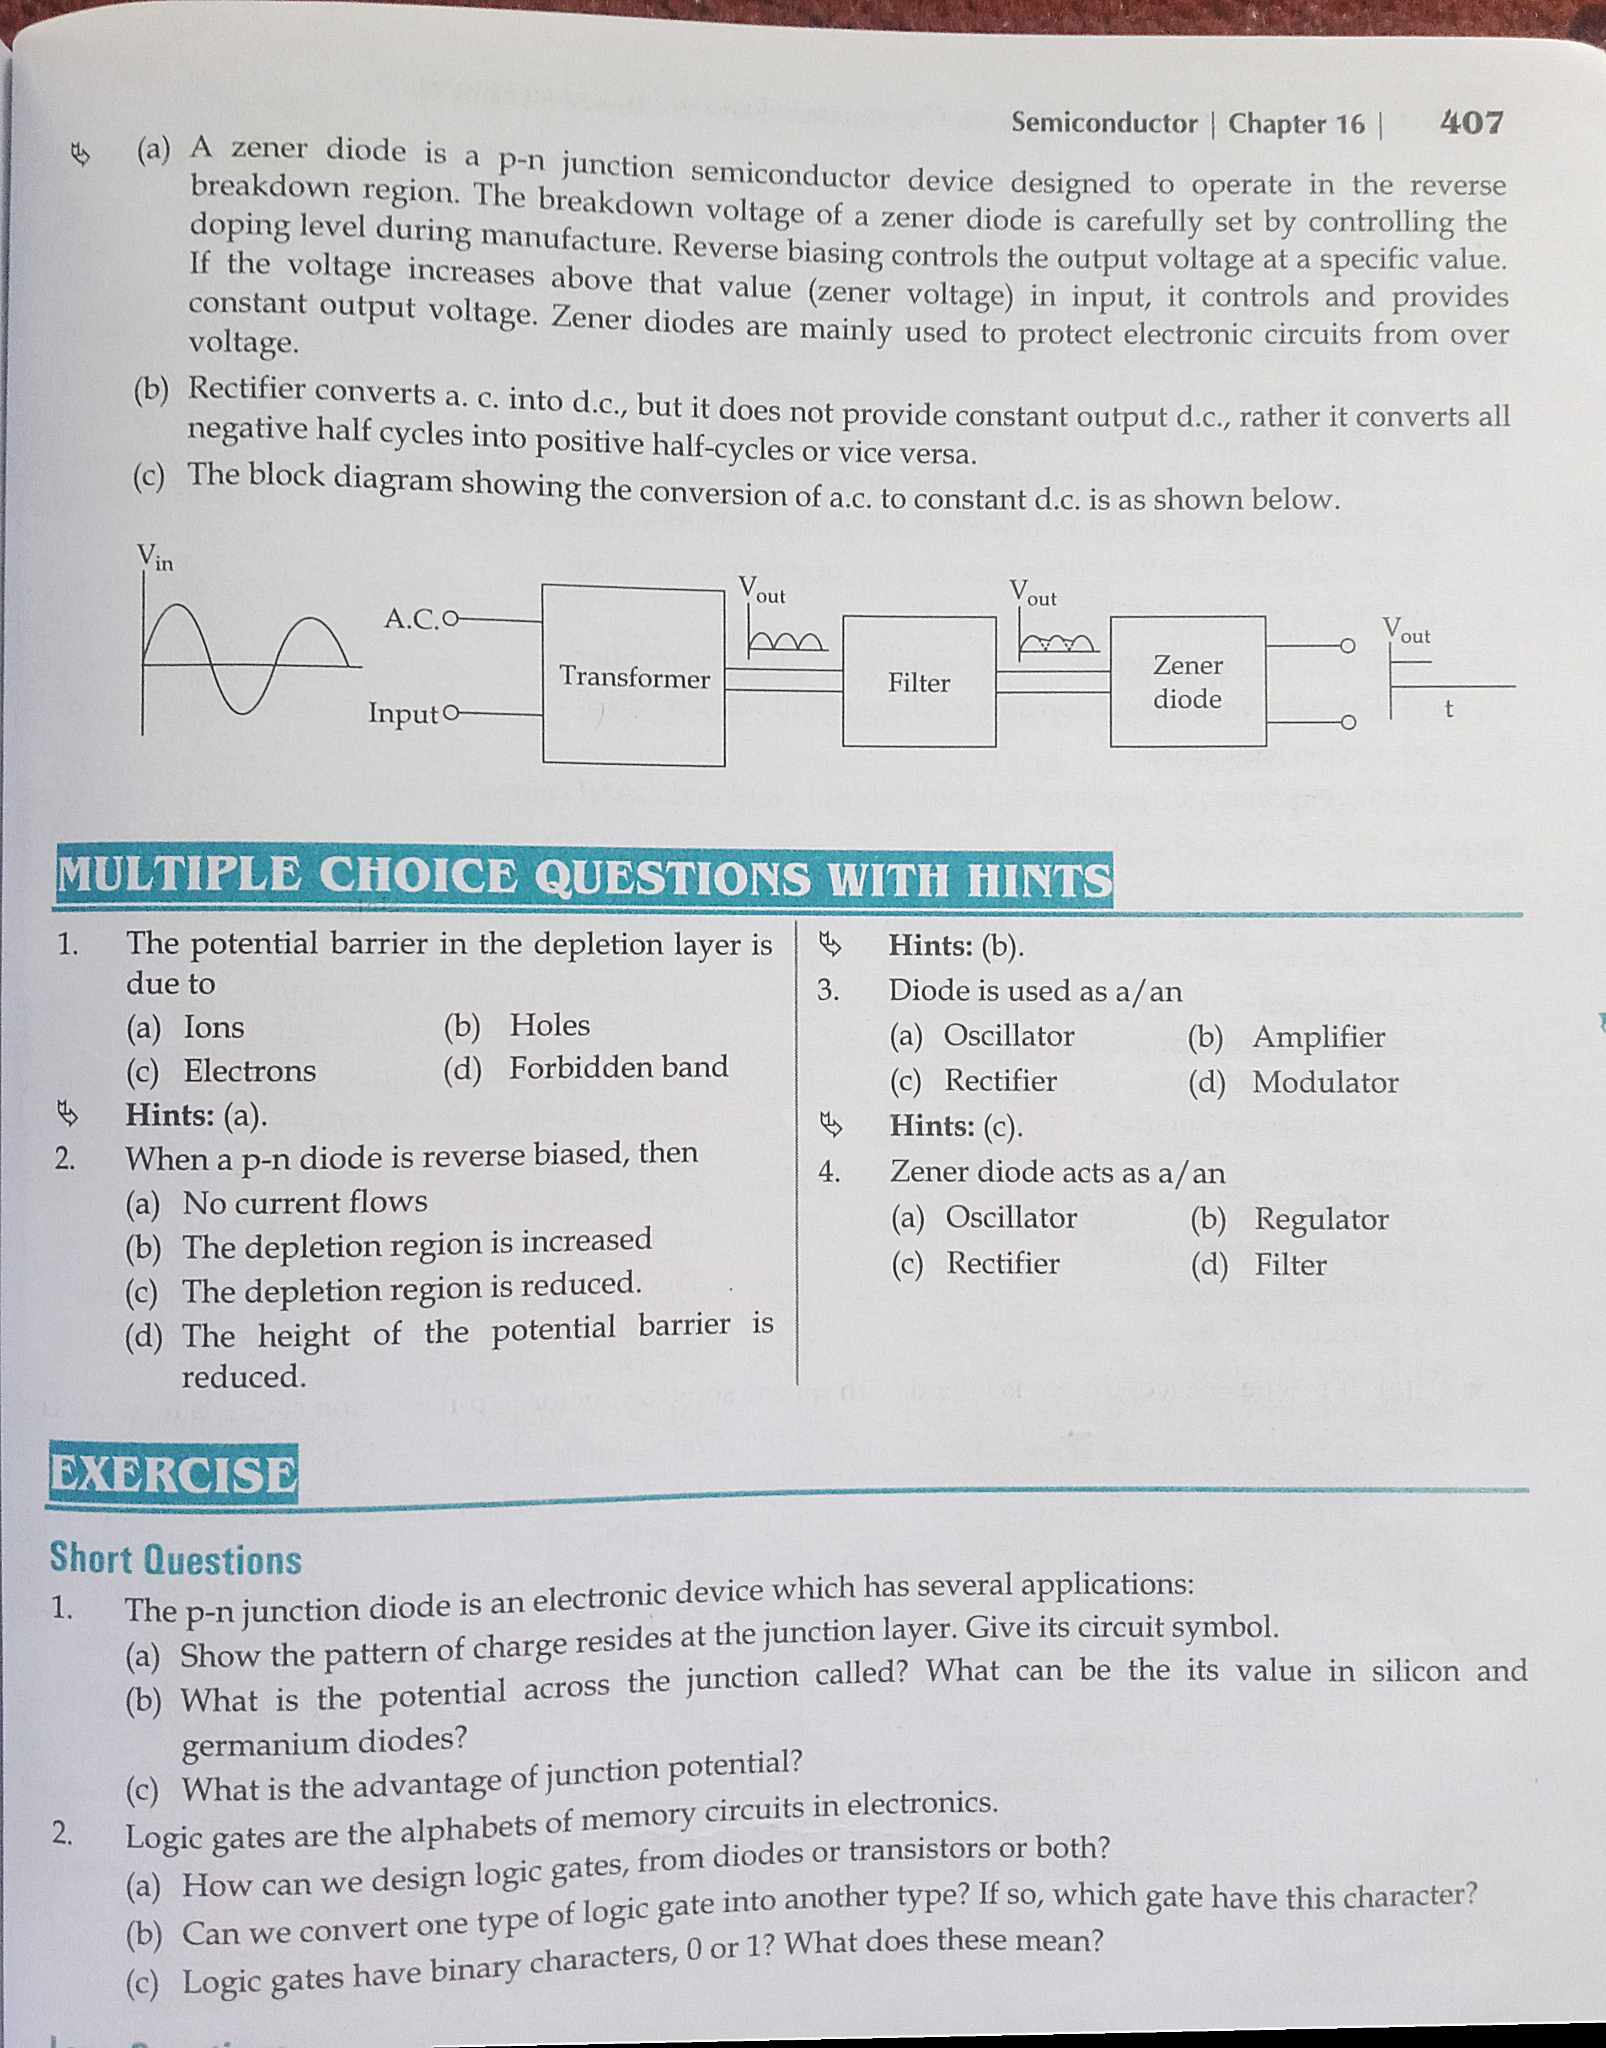 Semiconductor | Chapter 16 | 407
(a) A zener diode is a p-n junction semiconductor device designed to operate in the reverse
breakdown region. The breakdown voltage of a zener diode is carefully set by controlling the
doping level during manufacture. Reverse biasing controls the output voltage at a specific value.
If the voltage increases above that value (zener voltage) in input, it controls and provides
constant output voltage. Zener diodes are mainly used to protect electronic circuits from over
voltage.
(b) Rectifier converts a. c. into d.c., but it does not provide constant output d.c., rather it converts all
negative half cycles into positive half-cycles or vice versa.
(c) The block diagram showing the conversion of a.c. to constant d.c. is as shown below.
Vin
A.C.
Input
Transformer
Vout
Filter
Vout
Zener
diode
Vout
t
MULTIPLE CHOICE QUESTIONS WITH HINTS
1. The potential barrier in the depletion layer is
due to
(a) Ions (b) Holes
(c) Electrons (d) Forbidden band
Hints: (a).
2. When a p-n diode is reverse biased, then
(a) No current flows
(b) The depletion region is increased
(c) The depletion region is reduced.
(d) The height of the potential barrier is
reduced.
Hints: (b).
3. Diode is used as a/an
(a) Oscillator (b) Amplifier
(c) Rectifier (d) Modulator
Hints: (c).
4. Zener diode acts as a/an
(a) Oscillator (b) Regulator
(c) Rectifier (d) Filter
EXERCISE
Short Questions
1. The p-n junction diode is an electronic device which has several applications:
(a) Show the pattern of charge resides at the junction layer. Give its circuit symbol.
(b) What is the potential across the junction called? What can be the its value in silicon and
germanium diodes?
(c) What is the advantage of junction potential?
2. Logic gates are the alphabets of memory circuits in electronics.
(a) How can we design logic gates, from diodes or transistors or both?
(b) Can we convert one type of logic gate into another type? If so, which gate have this character?
(c) Logic gates have binary characters, 0 or 1? What does these mean?